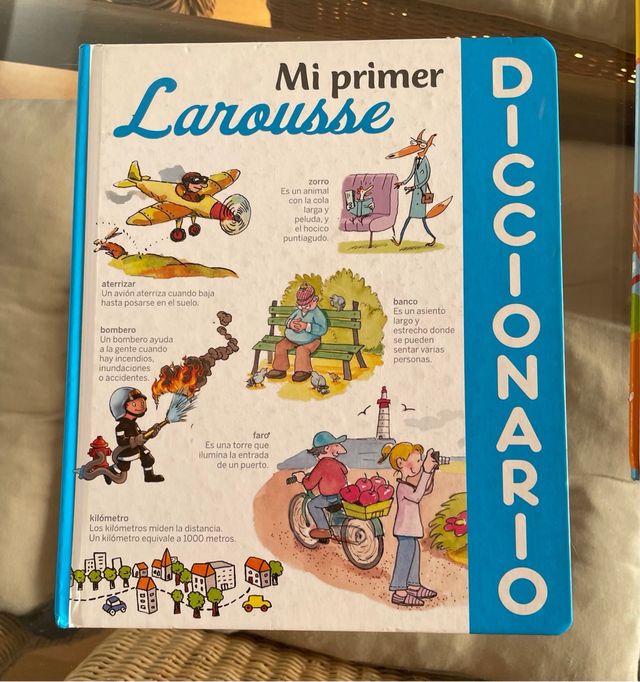 Mi primer
Larousse
DICCIONARIO
zorro
Es un animal
con la cola
larga y
peluda, y
el hocico
puntiagudo.
aterrizar
Un avión aterriza cuando baja
hasta posarse en el suelo.
banco
Es un asiento
largo y
estrecho donde
se pueden
sentar varias
personas.
bombero
Un bombero ayuda
a la gente cuando
hay incendios,
inundaciones
o accidentes.
faro
Es una torre que
ilumina la entrada
de un puerto.
kilómetro
Los kilómetros miden la distancia.
Un kilómetro equivale a 1000 metros.